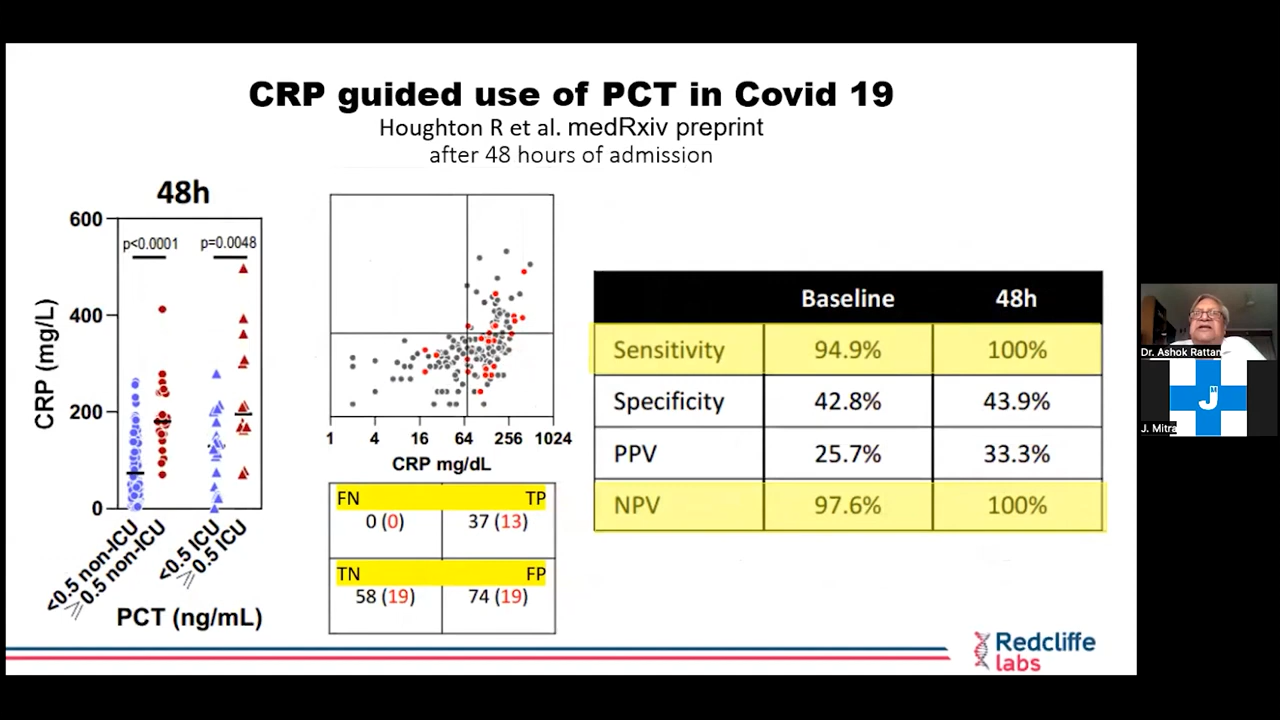 CRP guided use of PCT in Covid 19
Houghton R et al. medRxiv preprint
after 48 hours of admission
48h
600
400
200
0
CRP (mg/L)
p<0.0001
p=0.0048
<0.5 non-ICU
≥ 0.5 non-ICU
<0.5 ICU
≥ 0.5 ICU
PCT (ng/mL)
1 4 16 64 256 1024
CRP mg/dL
FN TP
0 (0) 37 (13)
TN FP
58 (19) 74 (19)
Baseline 48h
Sensitivity 94.9% 100%
Specificity 42.8% 43.9%
PPV 25.7% 33.3%
NPV 97.6% 100%
Redcliffe
labs
Dr. Ashok Rattan
J M
J. Mitra